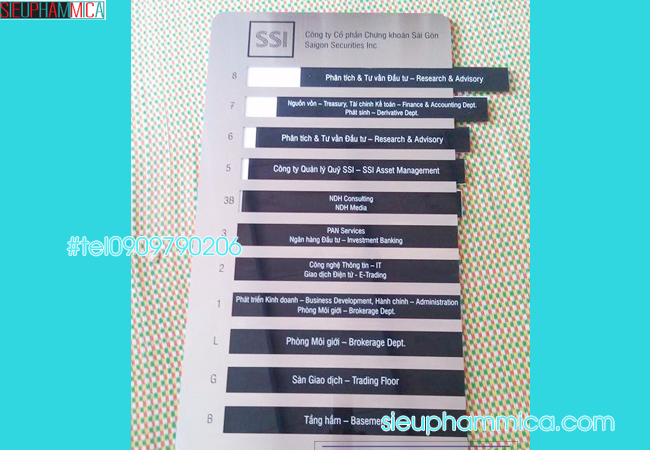 SIEUPHAMMICA
SSI
Công ty Cổ phần Chứng khoán Sài Gòn
Saigon Securities Inc
8 Phân tích & Tư vấn Đầu tư – Research & Advisory
7 Nguồn vốn – Treasury, Tài chính Kế toán – Finance & Accounting Dept.
Phát sinh – Derivative Dept.
6 Phân tích & Tư vấn Đầu tư – Research & Advisory
5 Công ty Quản lý Quỹ SSI – SSI Asset Management
3B NDH Consulting
NDH Media
3 PAN Services
Ngân hàng Đầu tư – Investment Banking
#tel0909790206
2 Công nghệ Thông tin – IT
Giao dịch Điện tử - E-Trading
1 Phát triển Kinh doanh – Business Development, Hành chính – Administration
Phòng Môi giới – Brokerage Dept.
L Phòng Môi giới – Brokerage Dept.
G Sàn Giao dịch – Trading Floor
B Tầng hầm – Basement
sieuphammica.com